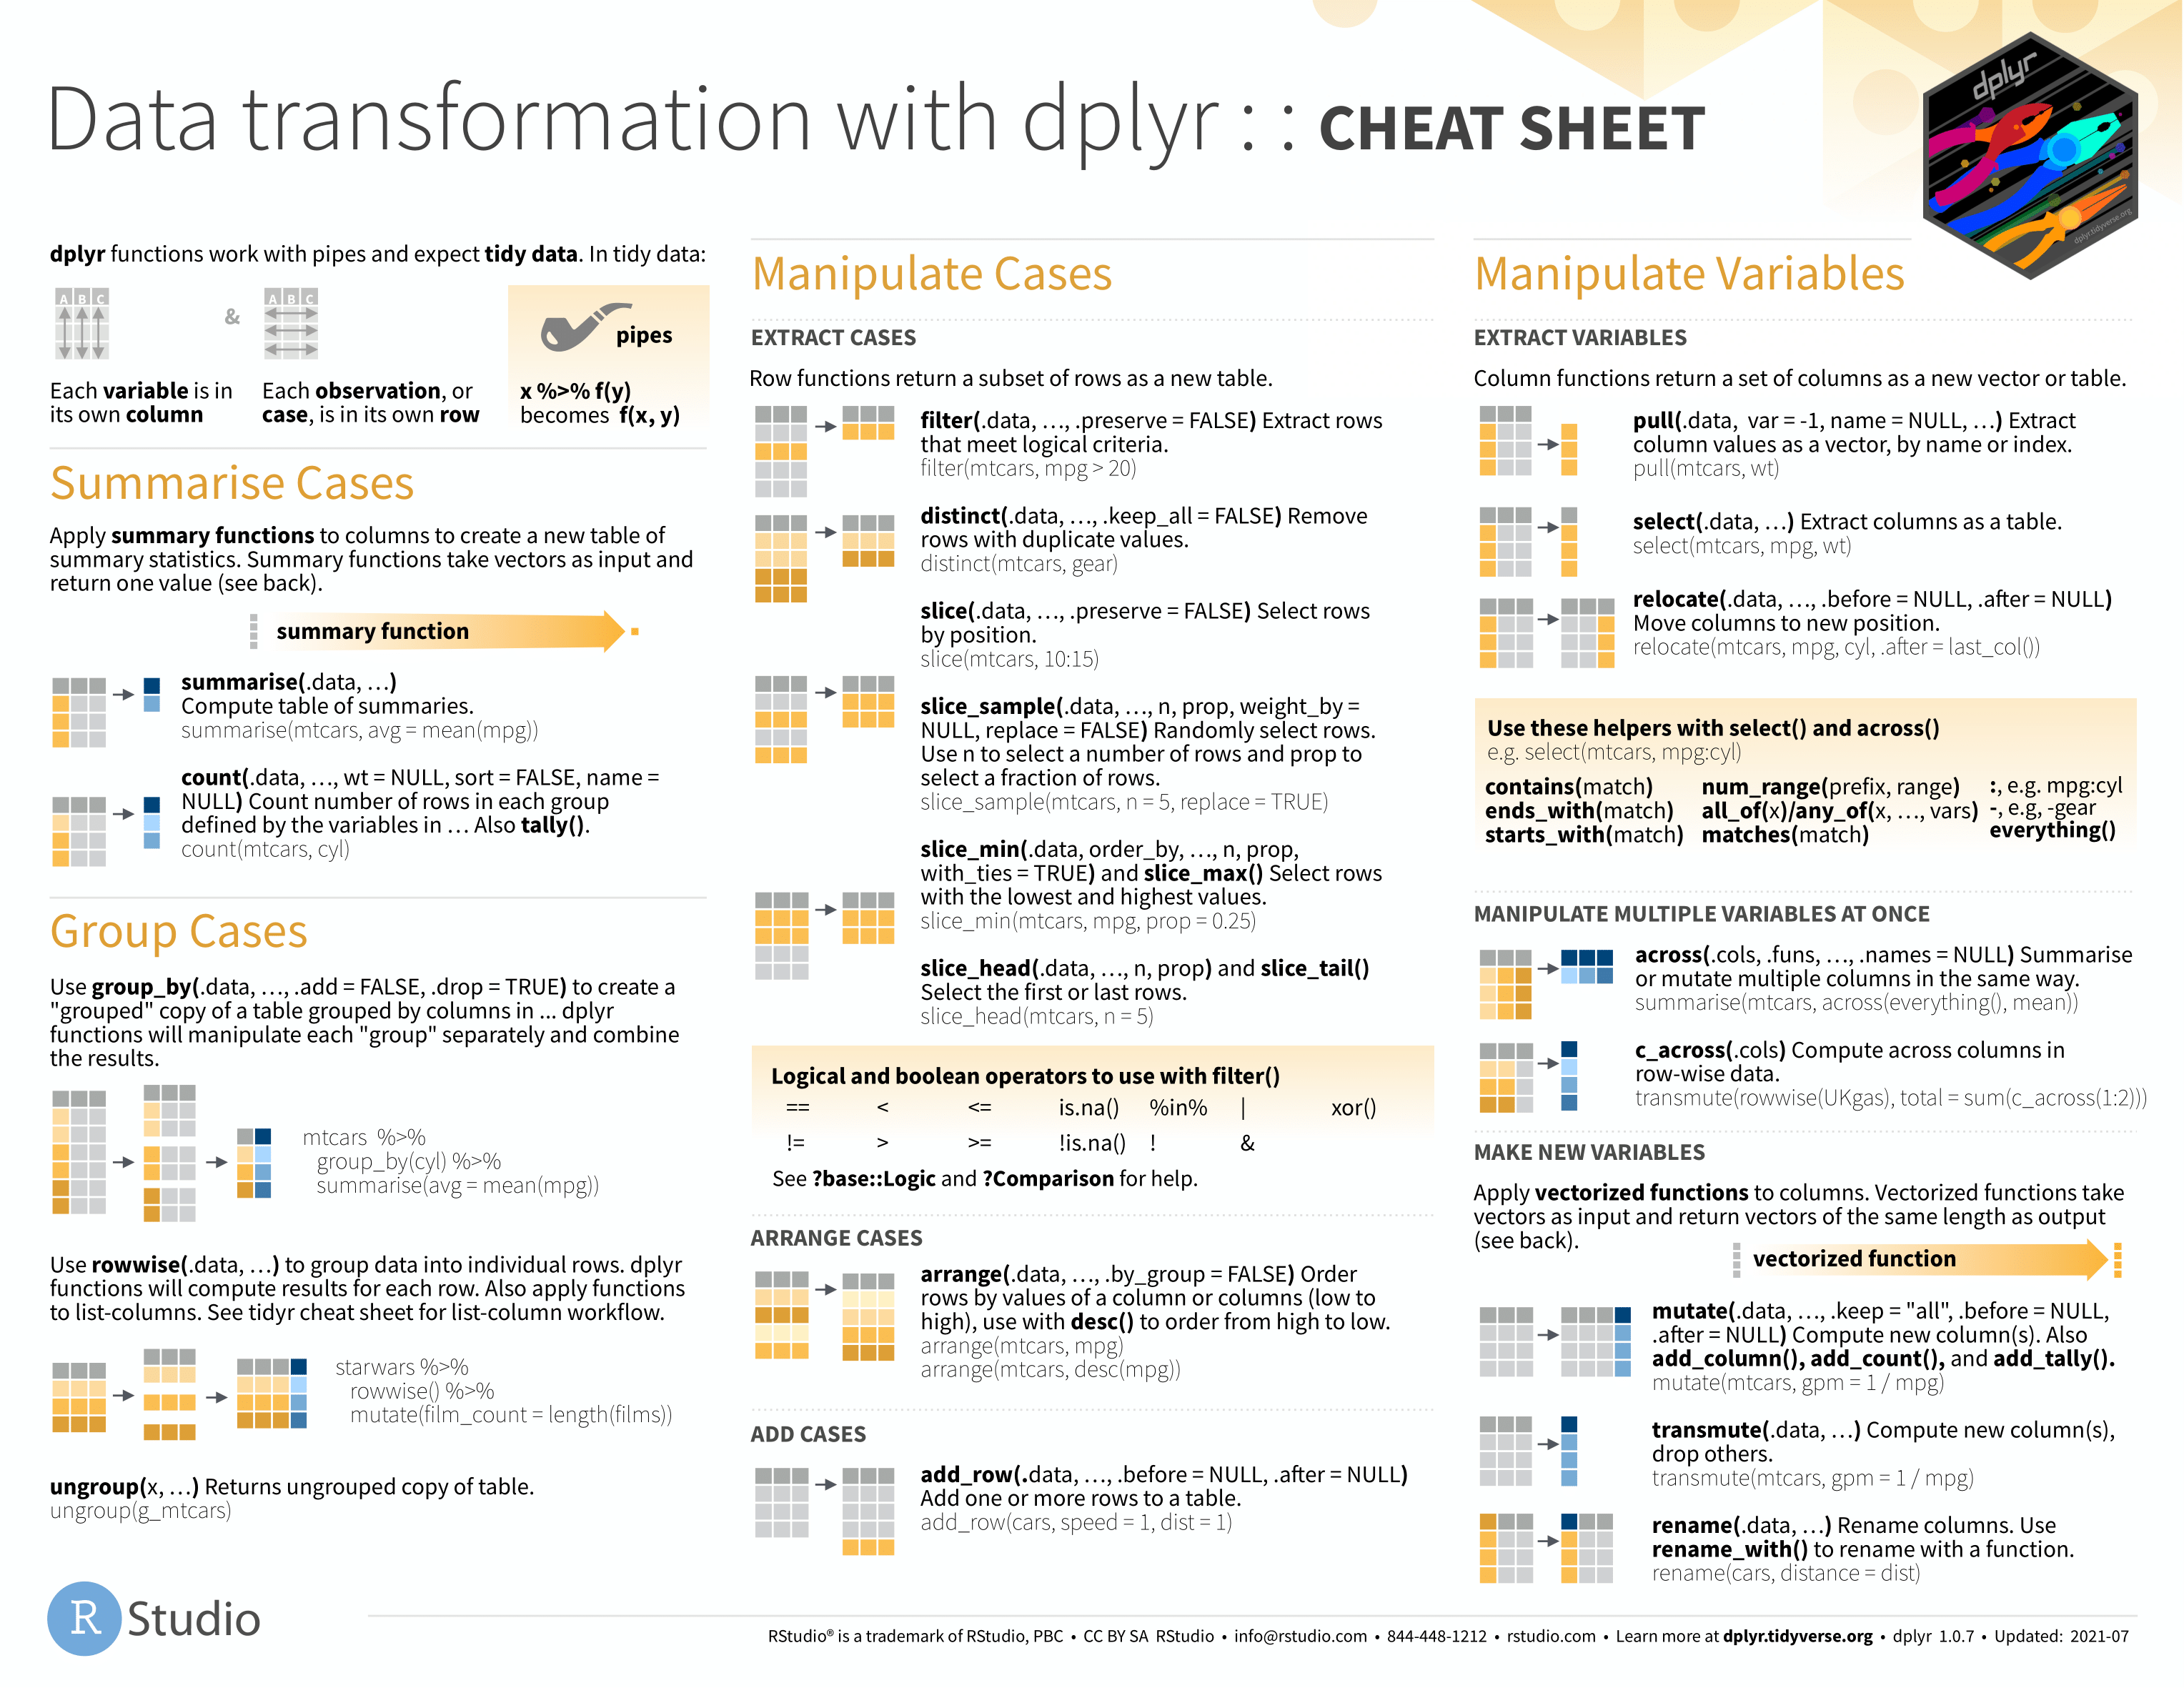 Data transformation with dplyr : : CHEAT SHEET
dplyr
dplyr.tidyverse.org
dplyr functions work with pipes and expect tidy data. In tidy data:
A B C
&
A B C
pipes
Each variable is in
its own column
Each observation, or
case, is in its own row
x %>% f(y)
becomes f(x, y)
Summarise Cases
Apply summary functions to columns to create a new table of
summary statistics. Summary functions take vectors as input and
return one value (see back).
summary function
summarise(.data, …)
Compute table of summaries.
summarise(mtcars, avg = mean(mpg))
count(.data, …, wt = NULL, sort = FALSE, name =
NULL) Count number of rows in each group
defined by the variables in … Also tally().
count(mtcars, cyl)
Group Cases
Use group_by(.data, …, .add = FALSE, .drop = TRUE) to create a
"grouped" copy of a table grouped by columns in ... dplyr
functions will manipulate each "group" separately and combine
the results.
mtcars %>%
group_by(cyl) %>%
summarise(avg = mean(mpg))
Use rowwise(.data, …) to group data into individual rows. dplyr
functions will compute results for each row. Also apply functions
to list-columns. See tidyr cheat sheet for list-column workflow.
starwars %>%
rowwise() %>%
mutate(film_count = length(films))
ungroup(x, …) Returns ungrouped copy of table.
ungroup(g_mtcars)
Manipulate Cases
EXTRACT CASES
Row functions return a subset of rows as a new table.
filter(.data, …, .preserve = FALSE) Extract rows
that meet logical criteria.
filter(mtcars, mpg > 20)
distinct(.data, …, .keep_all = FALSE) Remove
rows with duplicate values.
distinct(mtcars, gear)
slice(.data, …, .preserve = FALSE) Select rows
by position.
slice(mtcars, 10:15)
slice_sample(.data, …, n, prop, weight_by =
NULL, replace = FALSE) Randomly select rows.
Use n to select a number of rows and prop to
select a fraction of rows.
slice_sample(mtcars, n = 5, replace = TRUE)
slice_min(.data, order_by, …, n, prop,
with_ties = TRUE) and slice_max() Select rows
with the lowest and highest values.
slice_min(mtcars, mpg, prop = 0.25)
slice_head(.data, …, n, prop) and slice_tail()
Select the first or last rows.
slice_head(mtcars, n = 5)
Logical and boolean operators to use with filter()
== < <= is.na() %in% | xor()
!= > >= !is.na() ! &
See ?base::Logic and ?Comparison for help.
ARRANGE CASES
arrange(.data, …, .by_group = FALSE) Order
rows by values of a column or columns (low to
high), use with desc() to order from high to low.
arrange(mtcars, mpg)
arrange(mtcars, desc(mpg))
ADD CASES
add_row(.data, …, .before = NULL, .after = NULL)
Add one or more rows to a table.
add_row(cars, speed = 1, dist = 1)
Manipulate Variables
EXTRACT VARIABLES
Column functions return a set of columns as a new vector or table.
pull(.data, var = -1, name = NULL, …) Extract
column values as a vector, by name or index.
pull(mtcars, wt)
select(.data, …) Extract columns as a table.
select(mtcars, mpg, wt)
relocate(.data, …, .before = NULL, .after = NULL)
Move columns to new position.
relocate(mtcars, mpg, cyl, .after = last_col())
Use these helpers with select() and across()
e.g. select(mtcars, mpg:cyl)
contains(match) num_range(prefix, range) :, e.g. mpg:cyl
ends_with(match) all_of(x)/any_of(x, …, vars) -, e.g, -gear
starts_with(match) matches(match) everything()
MANIPULATE MULTIPLE VARIABLES AT ONCE
across(.cols, .funs, …, .names = NULL) Summarise
or mutate multiple columns in the same way.
summarise(mtcars, across(everything(), mean))
c_across(.cols) Compute across columns in
row-wise data.
transmute(rowwise(UKgas), total = sum(c_across(1:2)))
MAKE NEW VARIABLES
Apply vectorized functions to columns. Vectorized functions take
vectors as input and return vectors of the same length as output
(see back).
vectorized function
mutate(.data, …, .keep = "all", .before = NULL,
.after = NULL) Compute new column(s). Also
add_column(), add_count(), and add_tally().
mutate(mtcars, gpm = 1 / mpg)
transmute(.data, …) Compute new column(s),
drop others.
transmute(mtcars, gpm = 1 / mpg)
rename(.data, …) Rename columns. Use
rename_with() to rename with a function.
rename(cars, distance = dist)
R Studio
RStudio® is a trademark of RStudio, PBC • CC BY SA RStudio • info@rstudio.com • 844-448-1212 • rstudio.com • Learn more at dplyr.tidyverse.org • dplyr 1.0.7 • Updated: 2021-07